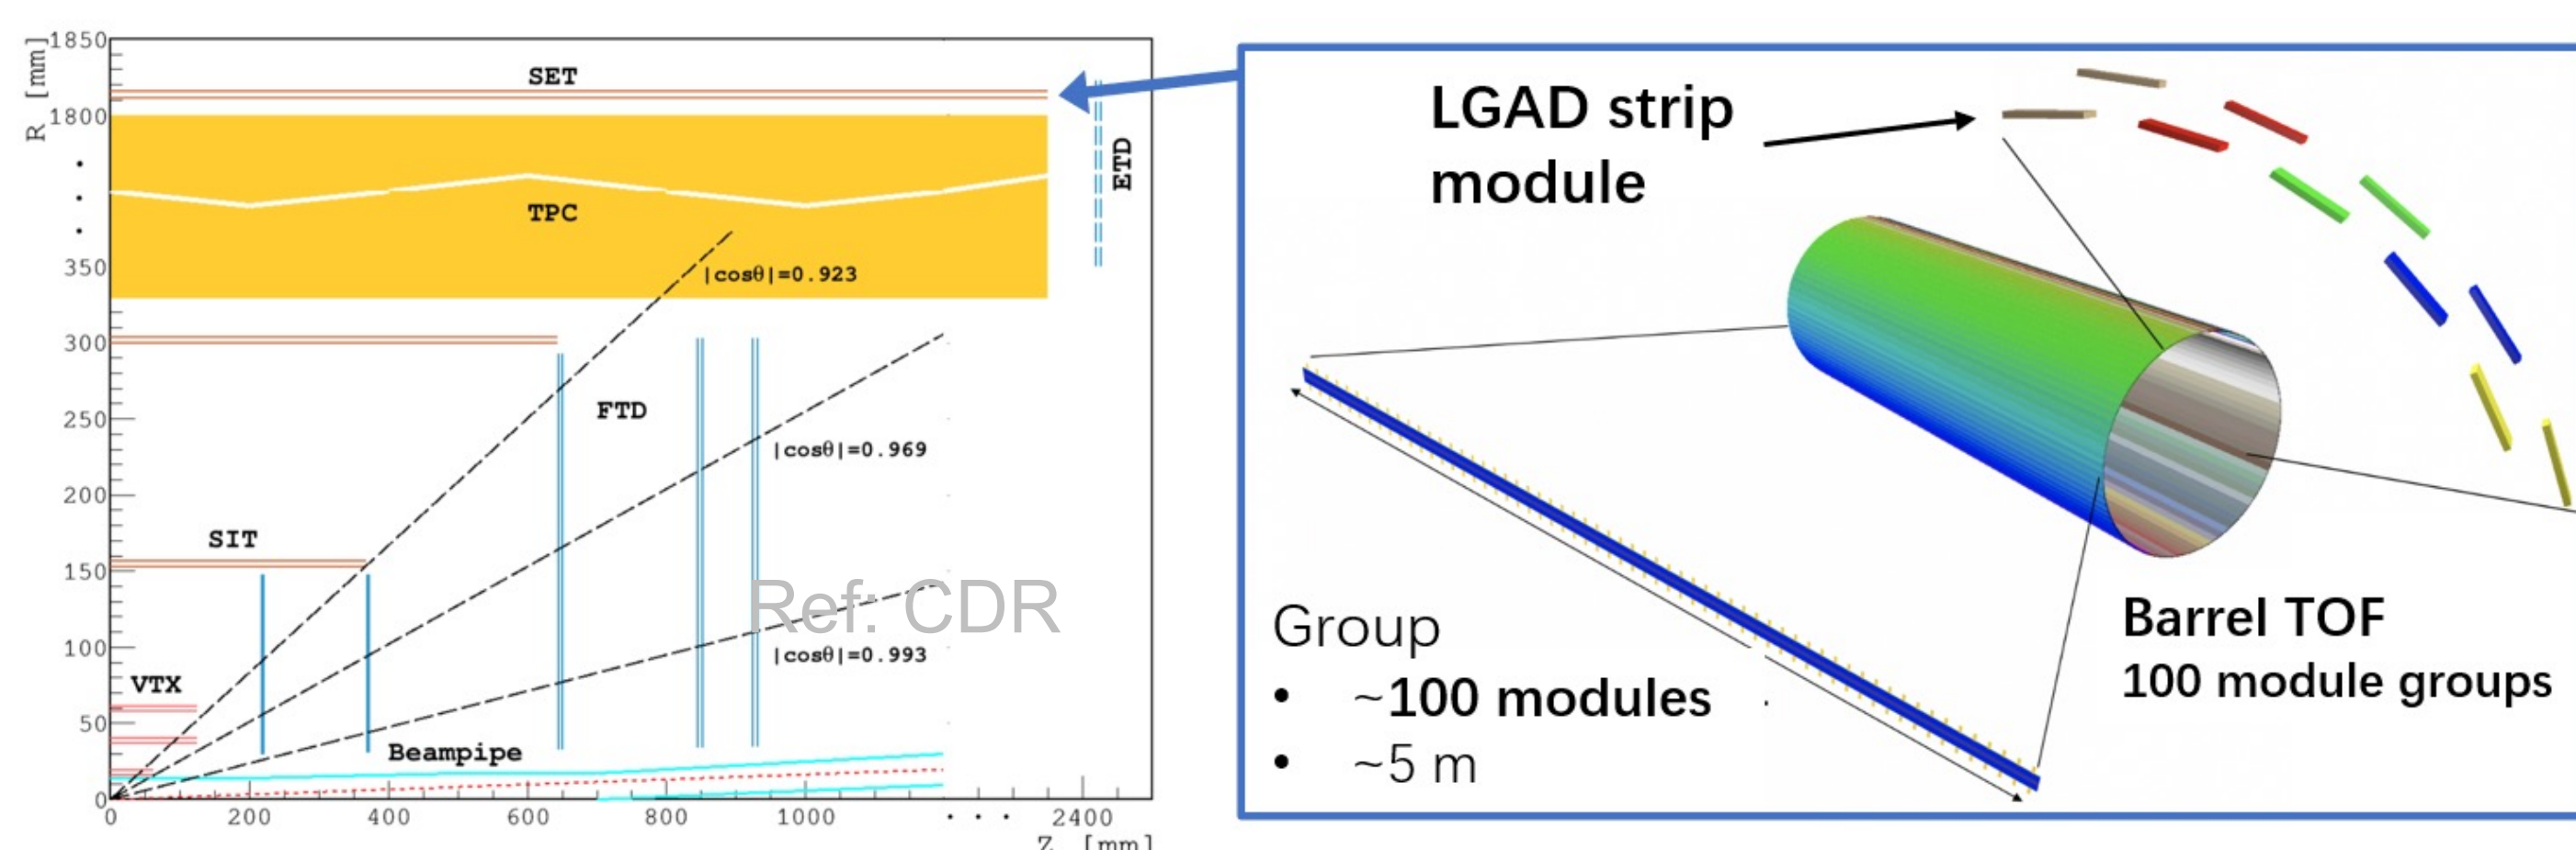 R [mm]
1850
SET
1800
TPC
ETD
350
|cosθ|=0.923
300
FTD
250
|cosθ|=0.969
200
SIT
150
Ref: CDR
100
|cosθ|=0.993
VTX
50
Beampipe
0
0 200 400 600 800 1000 2400
Z [mm]
LGAD strip
module
Group
• ~100 modules
• ~5 m
Barrel TOF
100 module groups